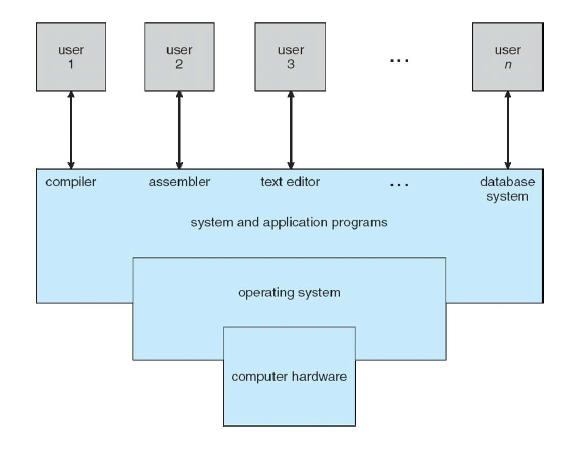 user
1
user
2
user
3
...
user
n
compiler
assembler
text editor
...
database
system
system and application programs
operating system
computer hardware